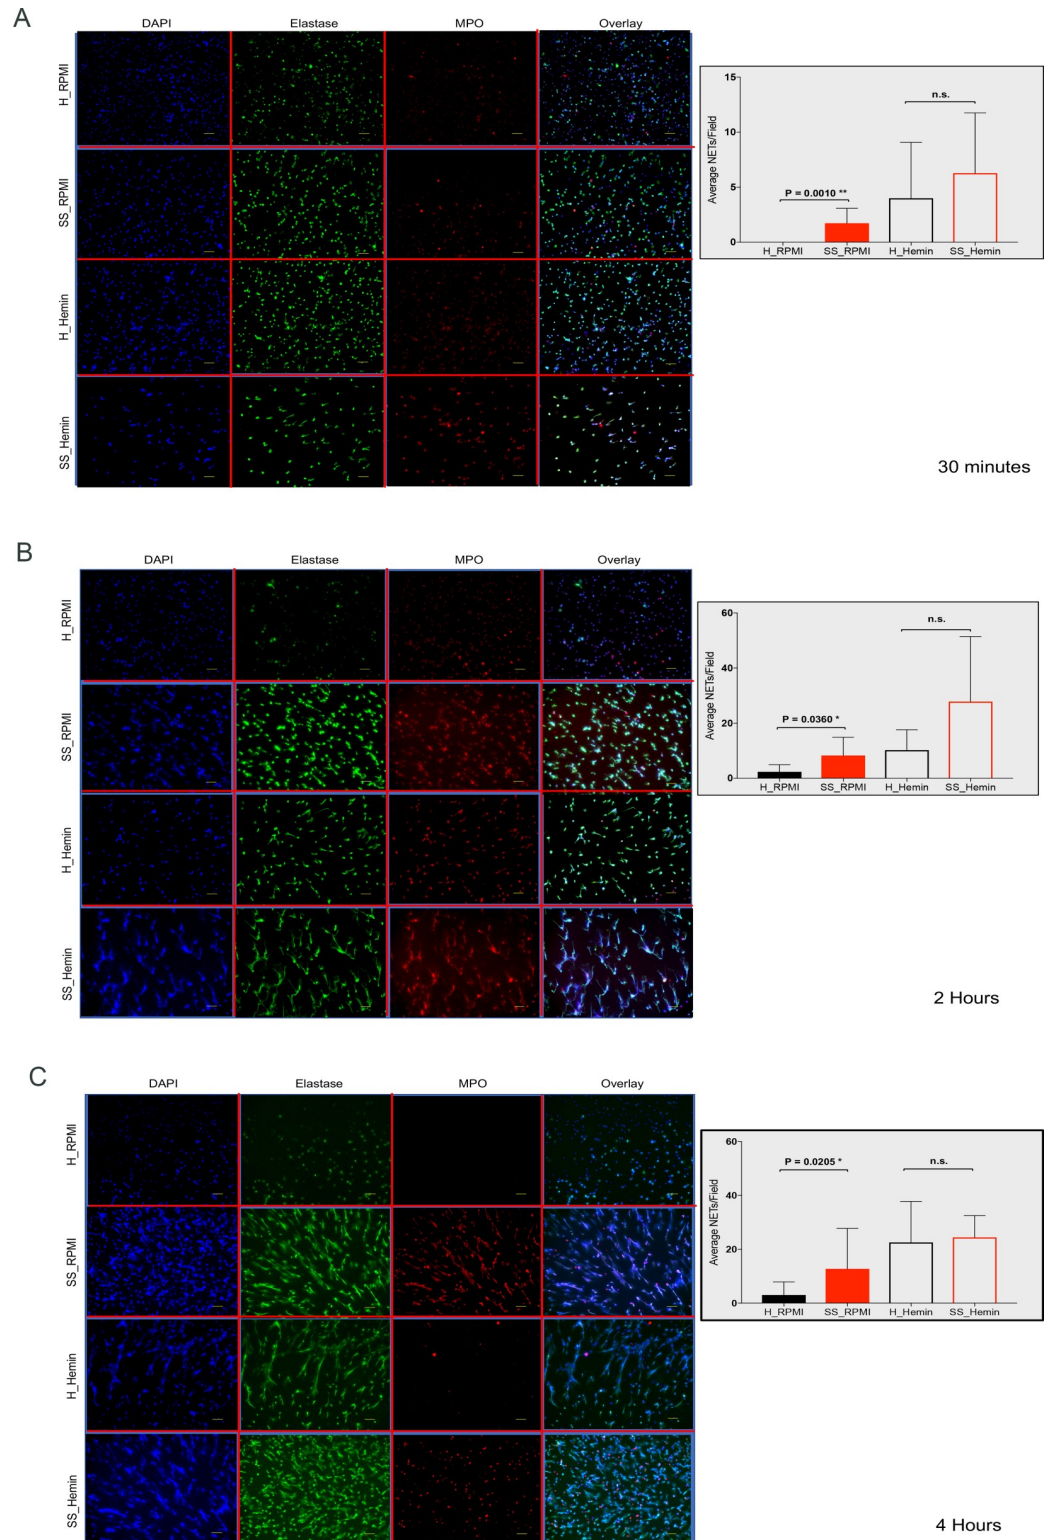 A
DAPI Elastase MPO Overlay
H_RPMI
SS_RPMI
H_Hemin
SS_Hemin
15
10
5
0
Average NETs/Field
P = 0.0010 **
n.s.
H_RPMI SS_RPMI H_Hemin SS_Hemin
30 minutes
B
DAPI Elastase MPO Overlay
H_RPMI
SS_RPMI
H_Hemin
SS_Hemin
60
40
20
0
Average NETs/Field
P = 0.0360 *
n.s.
H_RPMI SS_RPMI H_Hemin SS_Hemin
2 Hours
C
DAPI Elastase MPO Overlay
H_RPMI
SS_RPMI
H_Hemin
SS_Hemin
60
40
20
0
Average NETs/Field
P = 0.0205 *
n.s.
H_RPMI SS_RPMI H_Hemin SS_Hemin
4 Hours